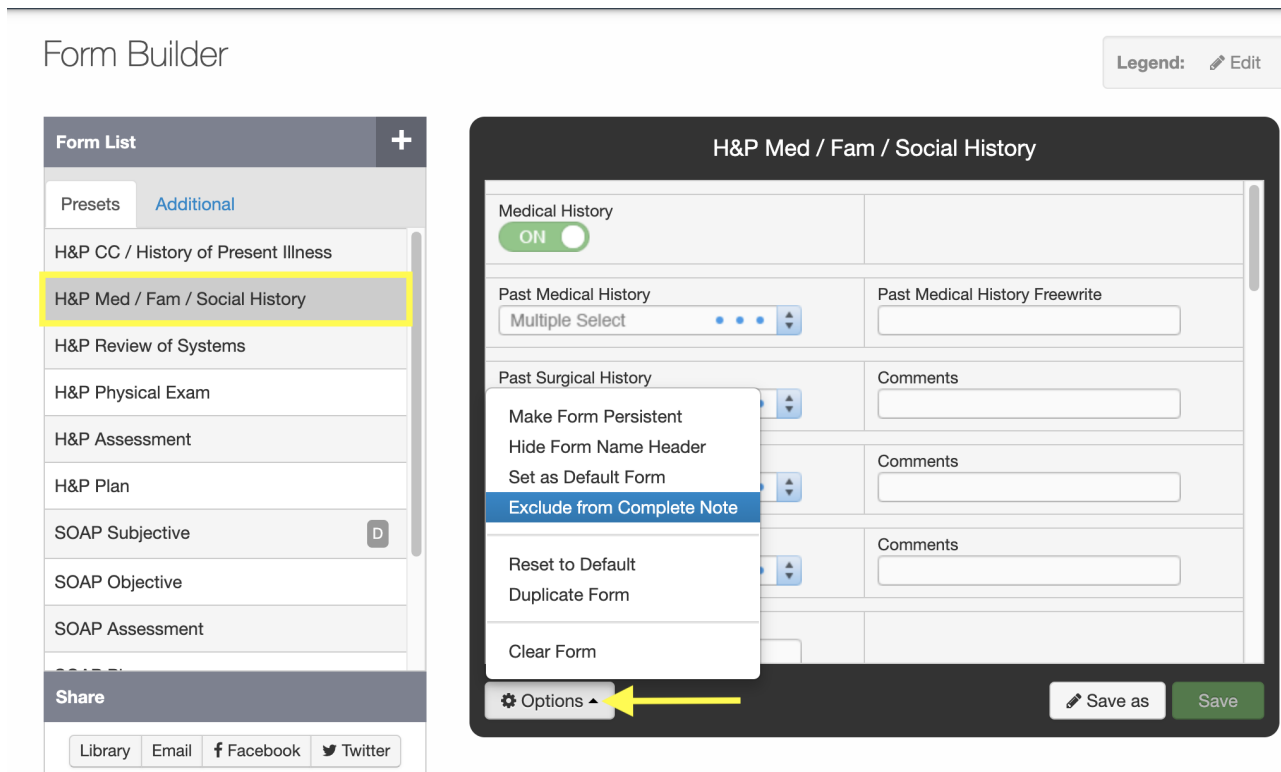 Form Builder
Legend: Edit
Form List +
Presets Additional
H&P CC / History of Present Illness
H&P Med / Fam / Social History
H&P Review of Systems
H&P Physical Exam
H&P Assessment
H&P Plan
SOAP Subjective D
SOAP Objective
SOAP Assessment
Share
Library Email Facebook Twitter
H&P Med / Fam / Social History
Medical History
ON
Past Medical History Past Medical History Freewrite
Multiple Select
Past Surgical History Comments
Comments
Comments
Make Form Persistent
Hide Form Name Header
Set as Default Form
Exclude from Complete Note
Reset to Default
Duplicate Form
Clear Form
Options Save as Save